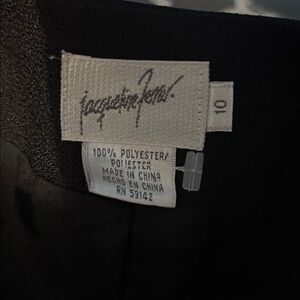 jacqueline Ferrar.
10
100% POLYESTER/
POLIESTER
MADE IN CHINA
HECHO EN CHINA
RN 59142